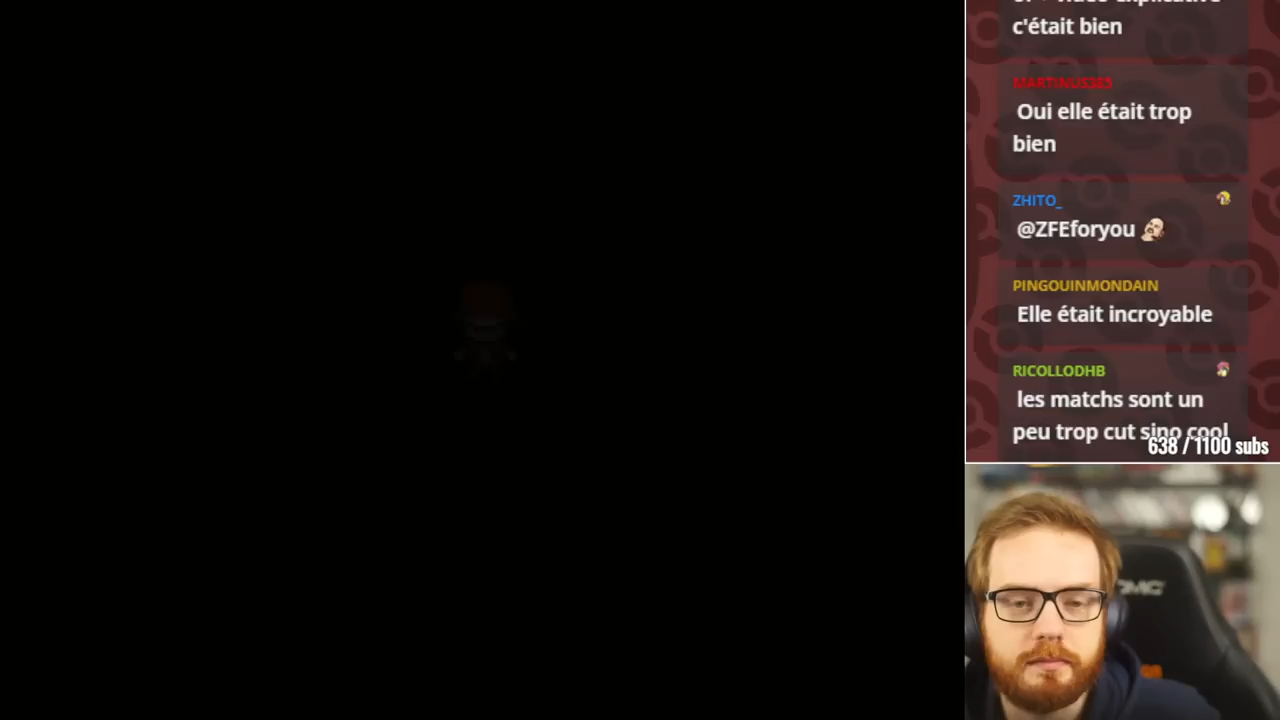 c'était bien
MARTINUS385
Oui elle était trop
bien
ZHITO_
@ZFEforyou
PINGOUINMONDAIN
Elle était incroyable
RICOLLODHB
les matchs sont un
peu trop cut sino cool
638 / 1100 subs